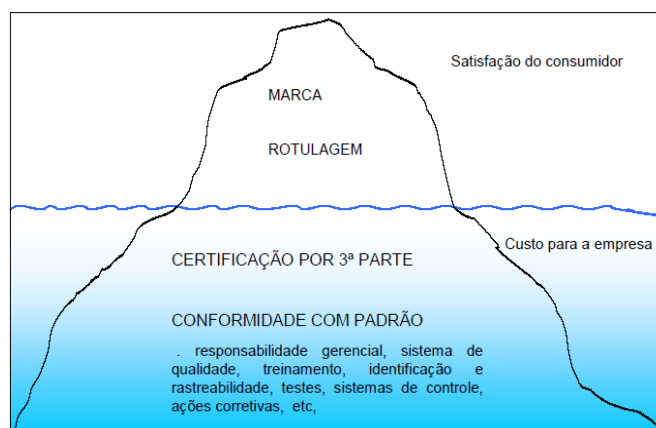 Satisfação do consumidor
MARCA
ROTULAGEM
Custo para a empresa
CERTIFICAÇÃO POR 3ª PARTE
CONFORMIDADE COM PADRÃO
. responsabilidade gerencial, sistema de
qualidade, treinamento, identificação e
rastreabilidade, testes, sistemas de controle,
ações corretivas, etc,